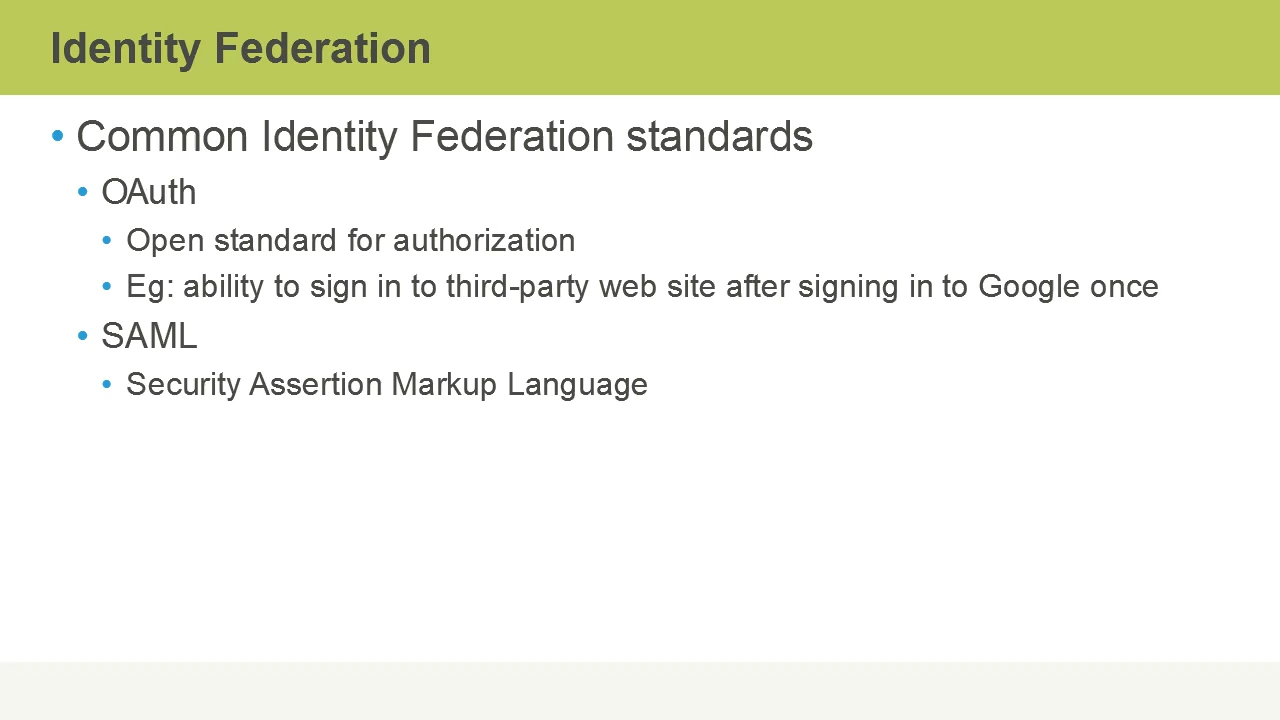 Identity Federation
• Common Identity Federation standards
• OAuth
• Open standard for authorization
• Eg: ability to sign in to third-party web site after signing in to Google once
• SAML
• Security Assertion Markup Language